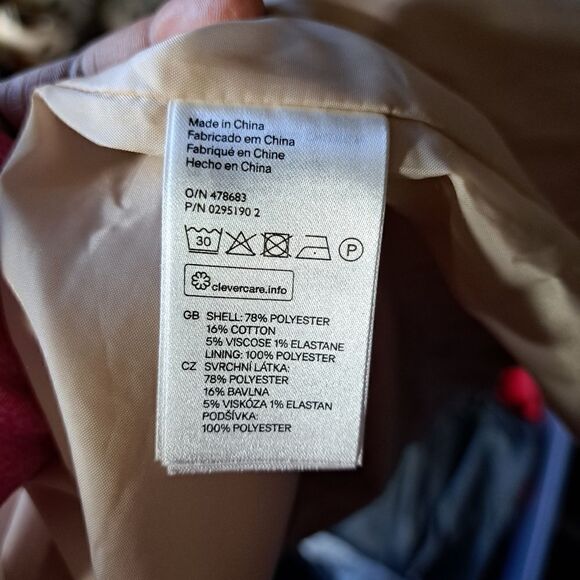 Made in China
Fabricado em China
Fabriqué en Chine
Hecho en China
O/N 478683
P/N 0295190 2
30 P
clevercare.info
GB SHELL: 78% POLYESTER
16% COTTON
5% VISCOSE 1% ELASTANE
LINING: 100% POLYESTER
CZ SVRCHNÍ LÁTKA:
78% POLYESTER
16% BAVLNA
5% VISKÓZA 1% ELASTAN
PODŠÍVKA:
100% POLYESTER